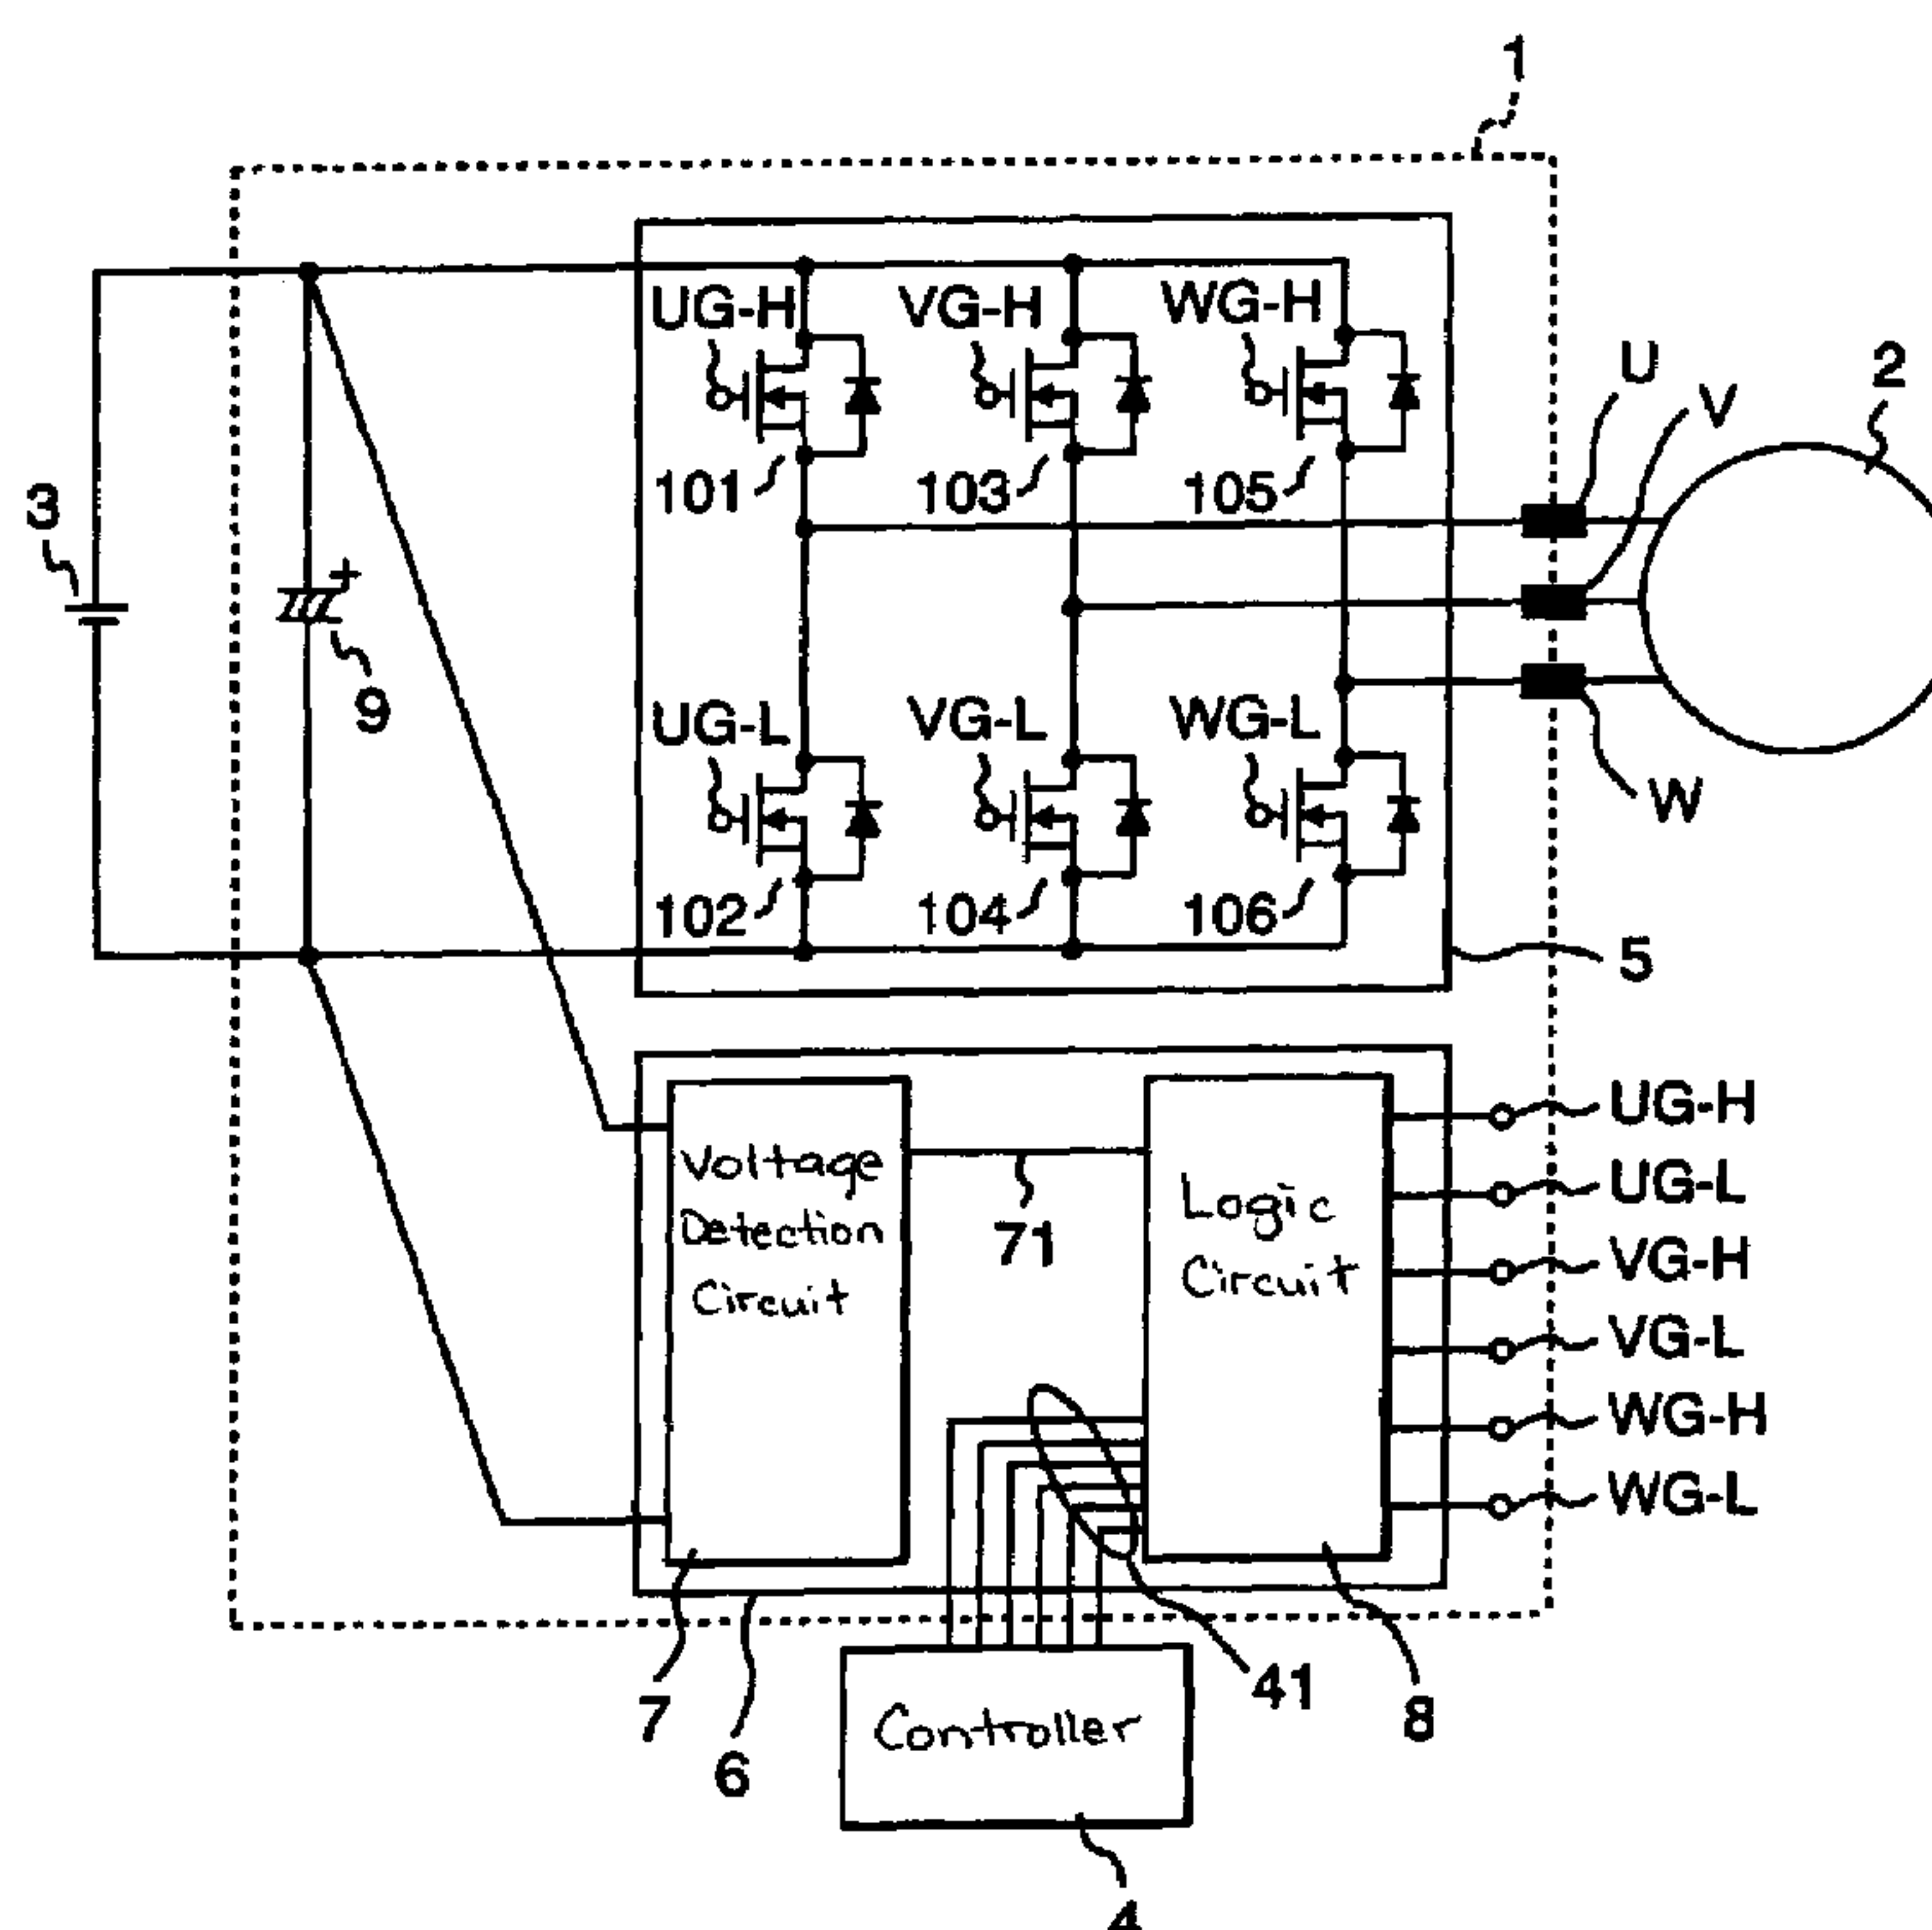 1
UG-H VG-H WG-H
U
V
2
3
101 103 105
+
9
UG-L VG-L WG-L
W
102 104 106
5
UG-H
Voltage
Detection
Circuit
71
Logic
Circuit
UG-L
VG-H
VG-L
WG-H
WG-L
41
7
6
8
Controller
4